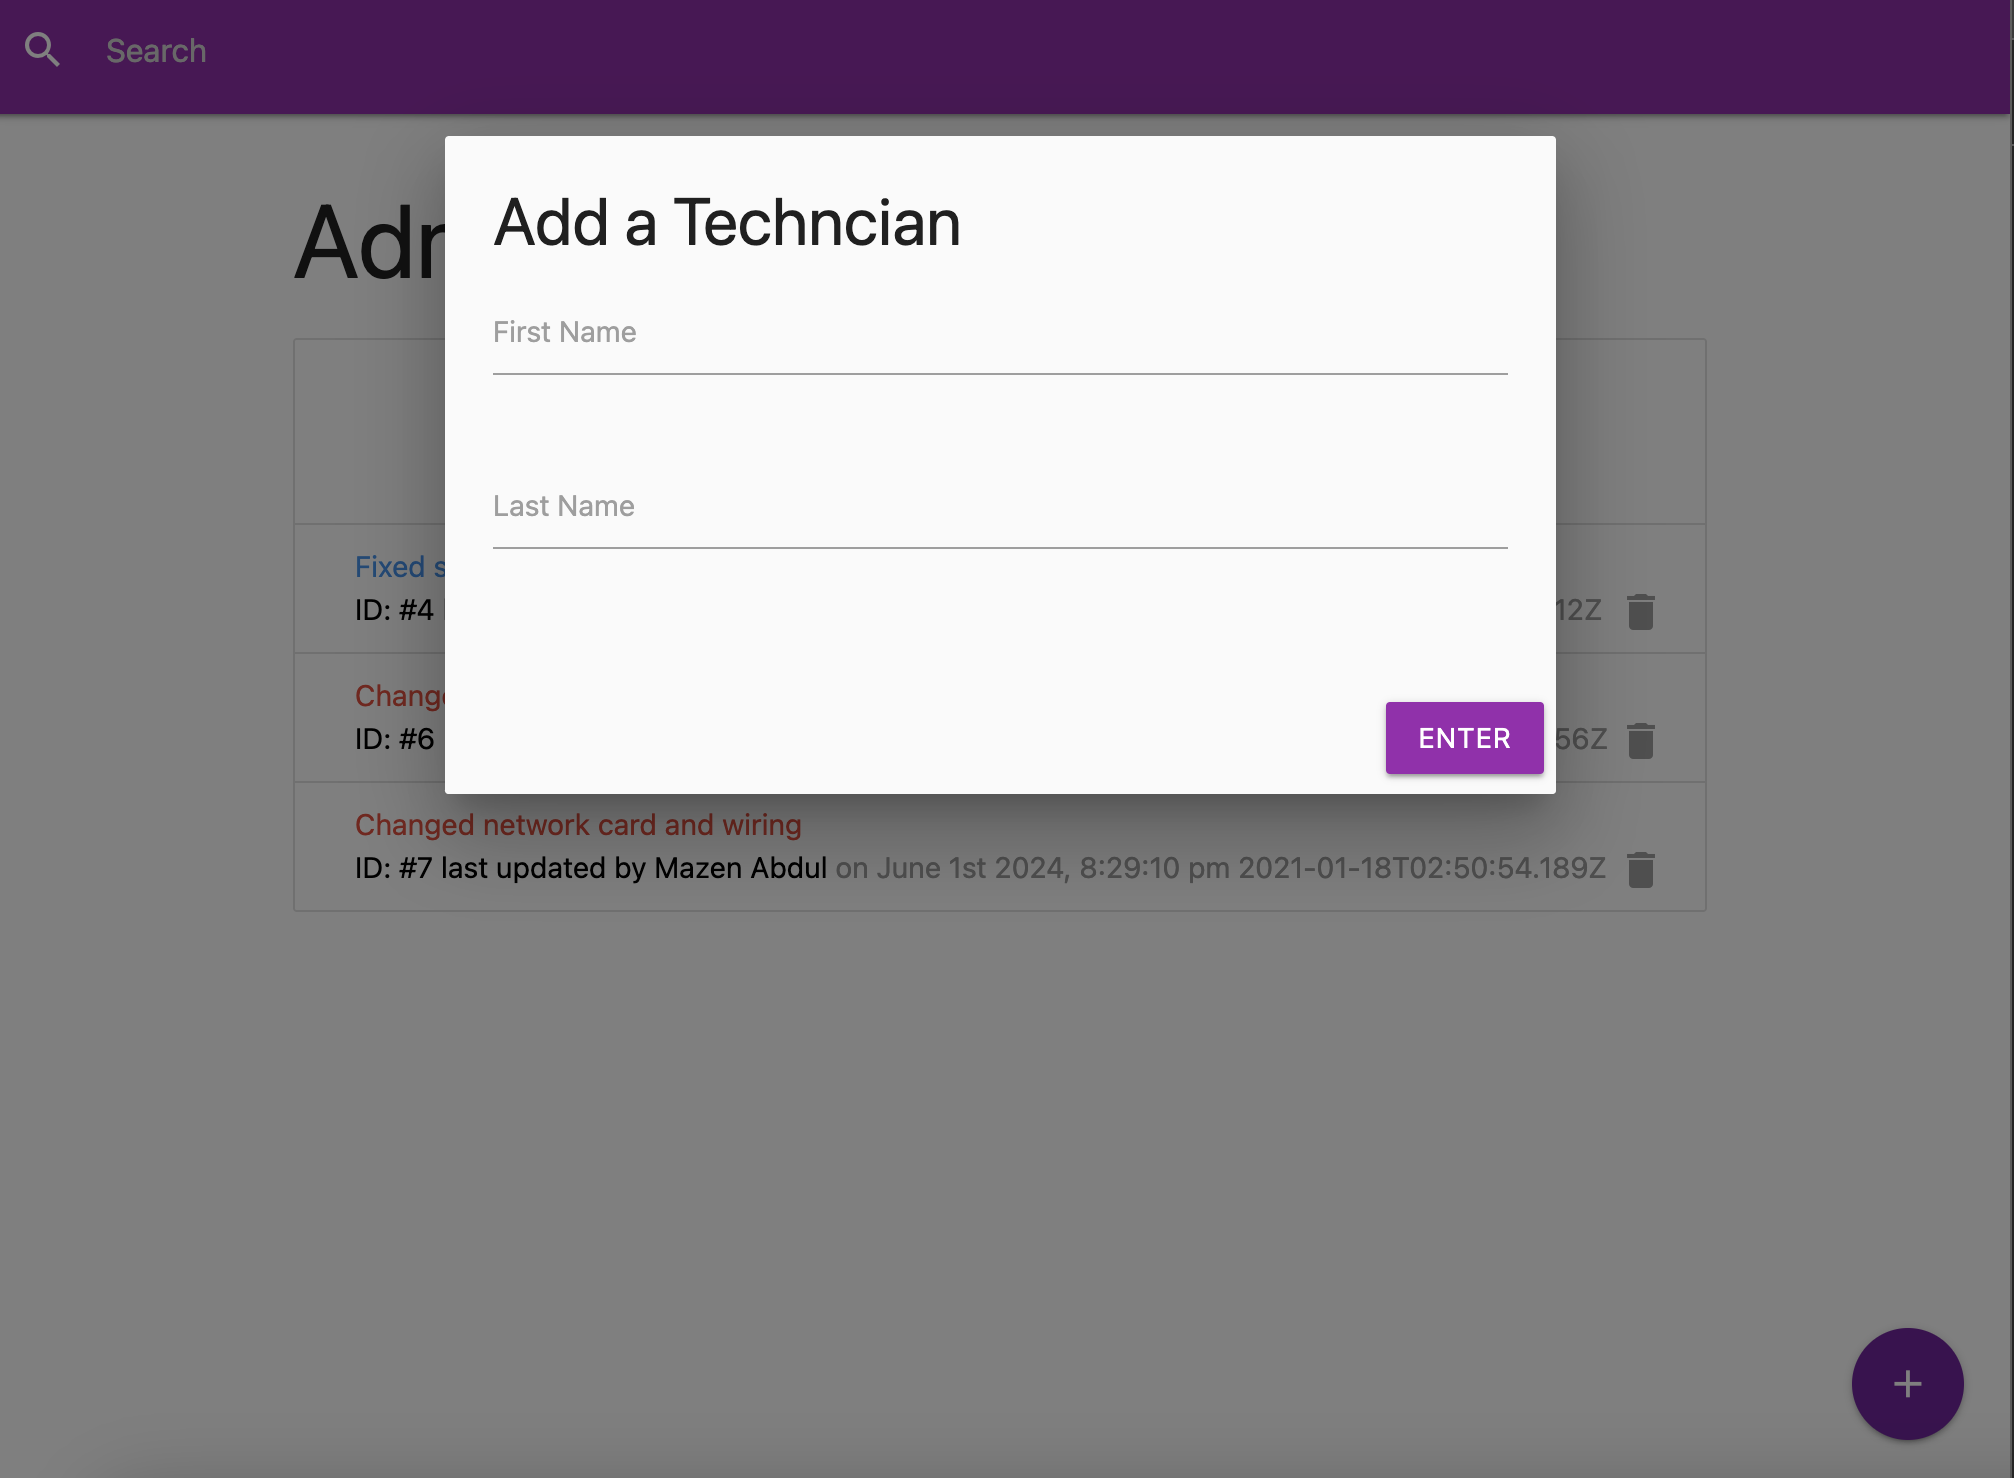 Search
Add a Techncian
First Name
Last Name
Fixed
ID: #4
12Z
ID: #6
56Z
ENTER
Changed network card and wiring
ID: #7 last updated by Mazen Abdul on June 1st 2024, 8:29:10 pm 2021-01-18T02:50:54.189Z